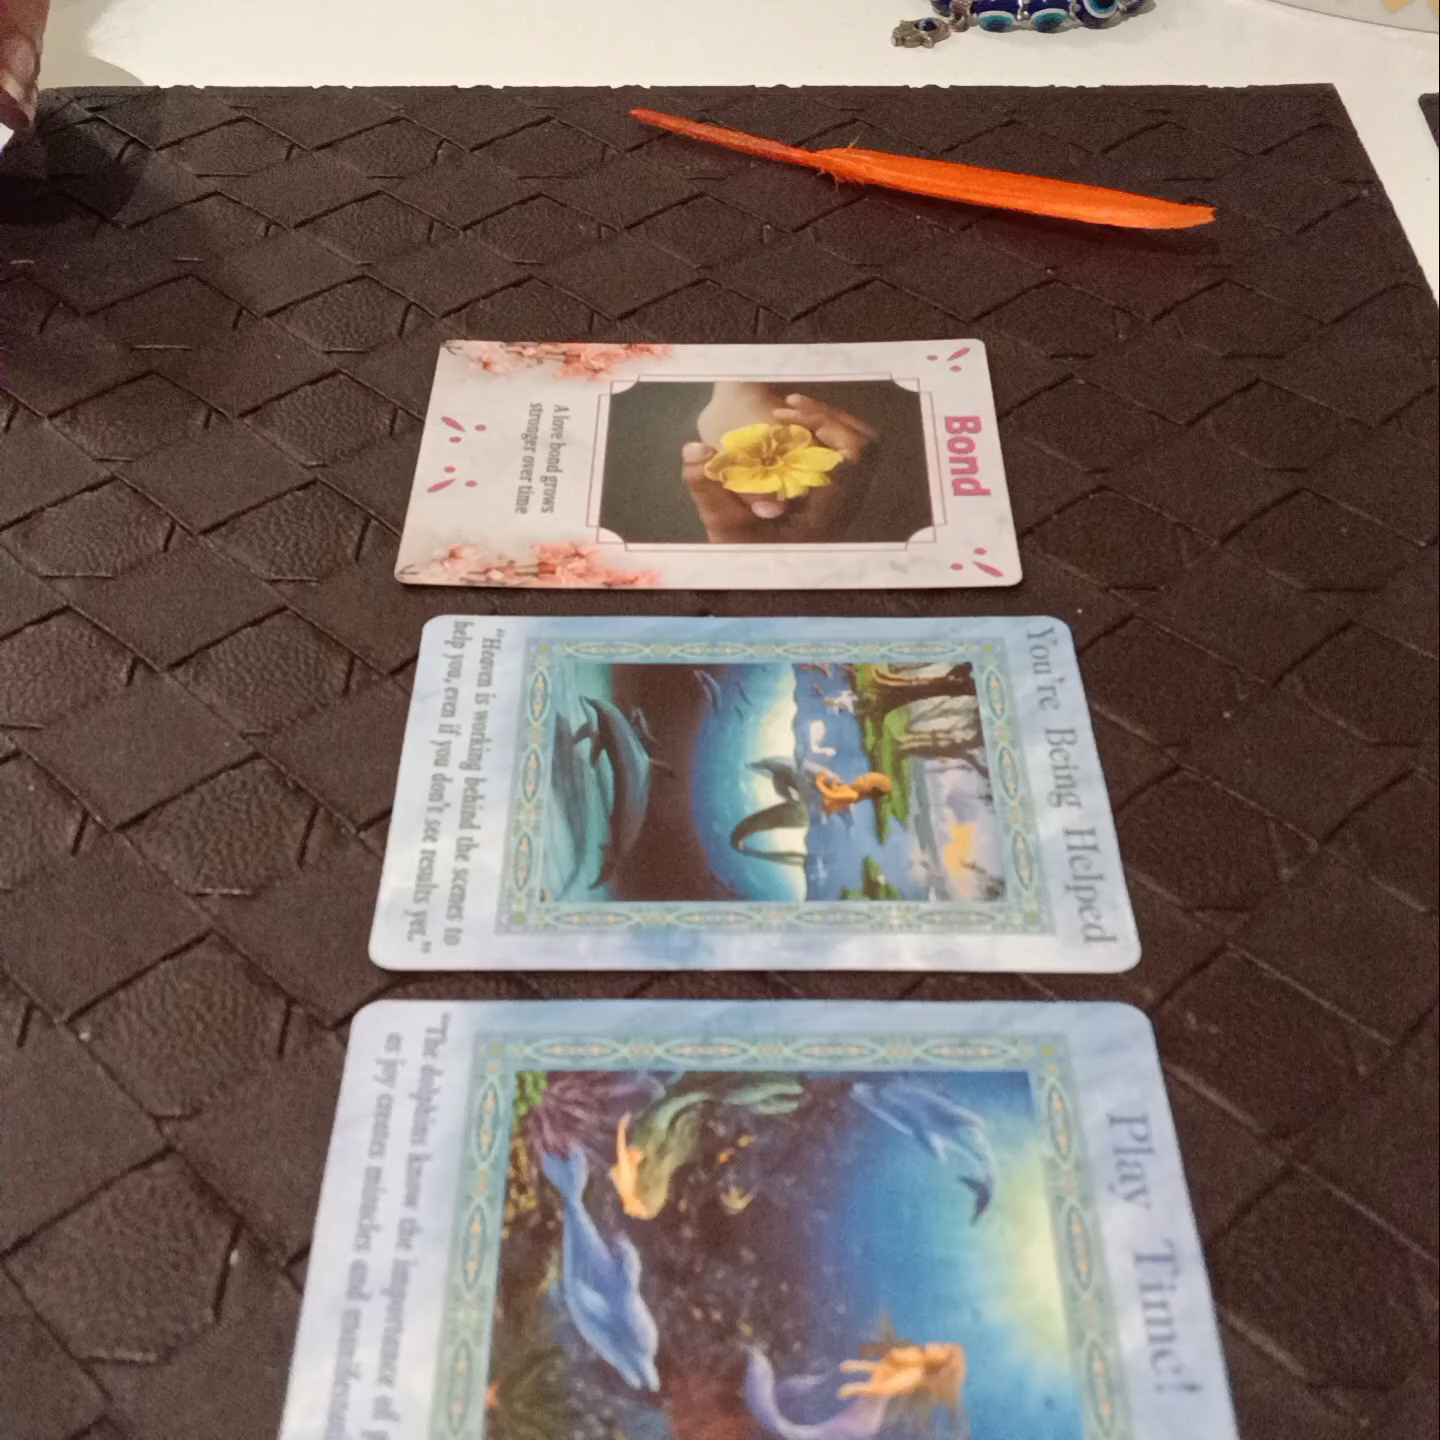 Bond
A love bond grows
stronger over time
You're Being Helped
"Heaven is working behind the scenes to
help you, even if you don't see results yet."
Play Time!
"The dolphins know the importance of
as joy creates miracles and